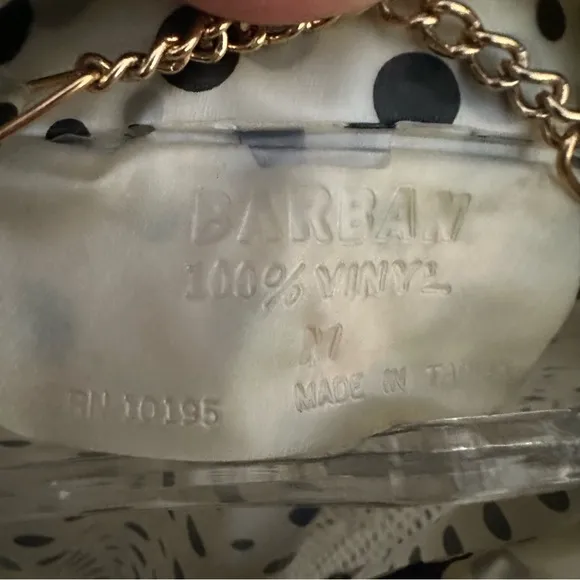 BARBAN
100% VINYL
M
RN 10195
MADE IN